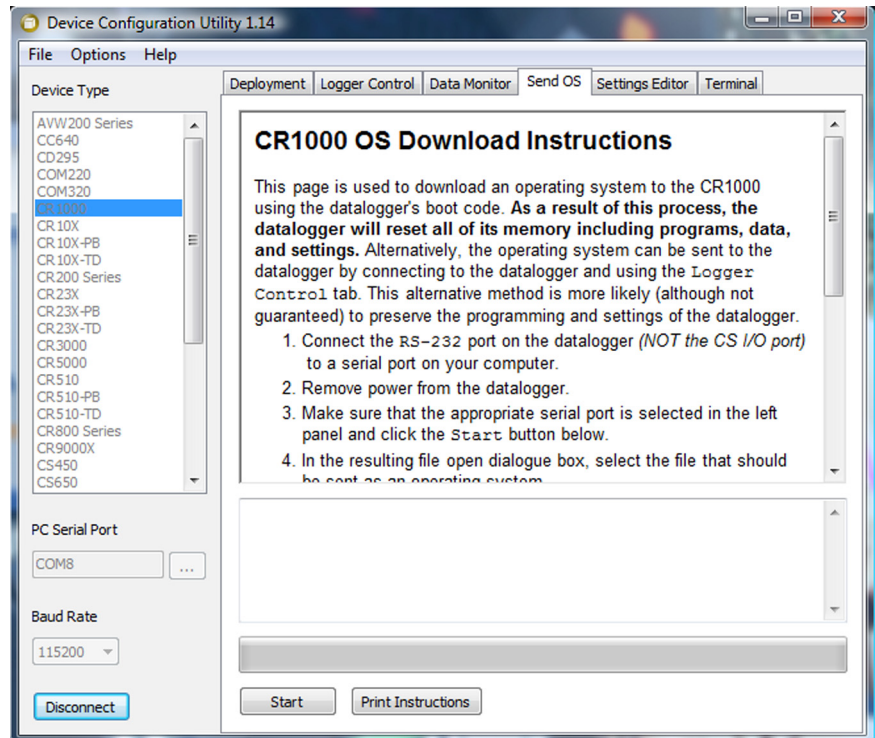 Device Configuration Utility 1.14
File Options Help
Device Type
AVW200 Series
CC640
CD295
COM220
COM320
CR1000
CR10X
CR10X-PB
CR10X-TD
CR200 Series
CR23X
CR23X-PB
CR23X-TD
CR3000
CR5000
CR510
CR510-PB
CR510-TD
CR800 Series
CR9000X
CS450
CS650
PC Serial Port
COM8
...
Baud Rate
115200
Disconnect
Deployment Logger Control Data Monitor Send OS Settings Editor Terminal
CR1000 OS Download Instructions
This page is used to download an operating system to the CR1000
using the datalogger's boot code. As a result of this process, the
datalogger will reset all of its memory including programs, data,
and settings. Alternatively, the operating system can be sent to the
datalogger by connecting to the datalogger and using the Logger
Control tab. This alternative method is more likely (although not
guaranteed) to preserve the programming and settings of the datalogger.
1. Connect the RS-232 port on the datalogger (NOT the CS I/O port)
to a serial port on your computer.
2. Remove power from the datalogger.
3. Make sure that the appropriate serial port is selected in the left
panel and click the Start button below.
4. In the resulting file open dialogue box, select the file that should
be sent as an operating system
Start Print Instructions